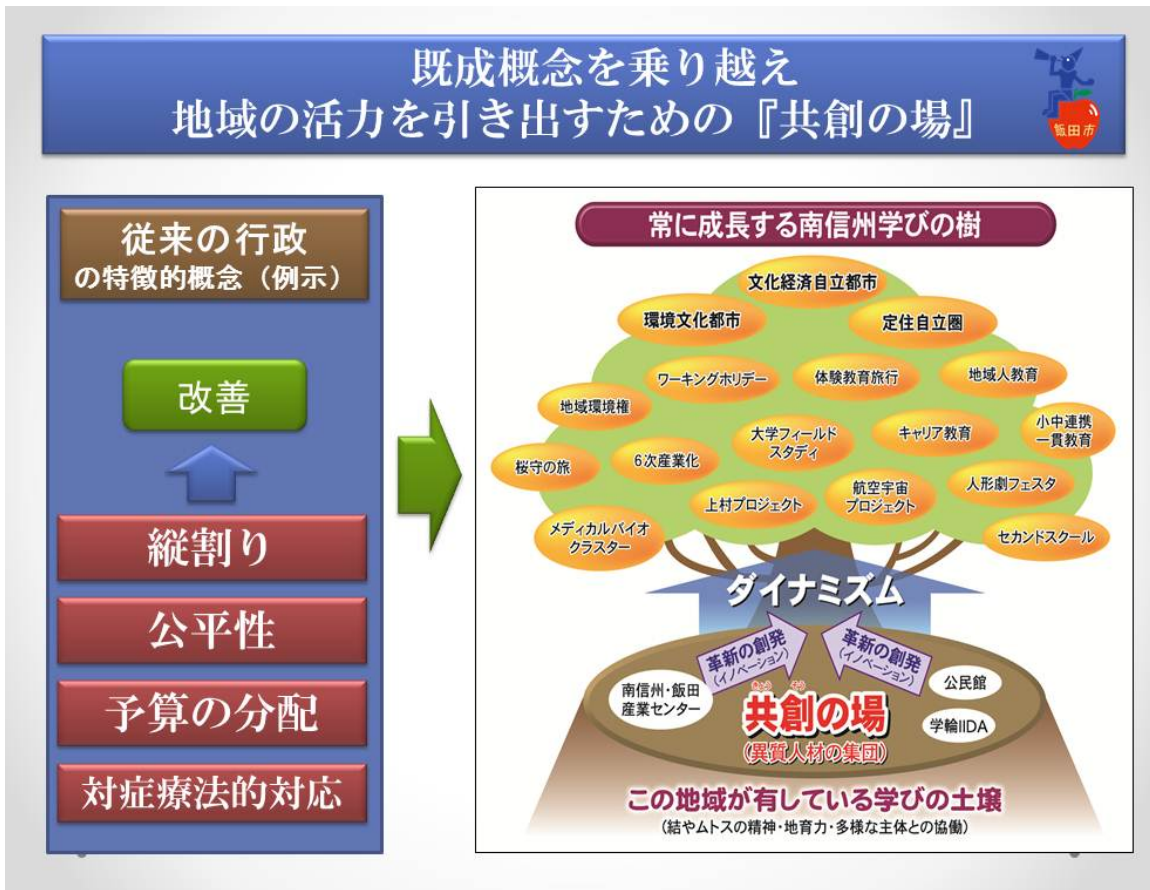 既成概念を乗り越え
地域の活力を引き出すための『共創の場』
飯田市
従来の行政
の特徴的概念（例示）
改善
縦割り
公平性
予算の分配
対症療法的対応
常に成長する南信州学びの樹
文化経済自立都市
環境文化都市
定住自立圏
ワーキングホリデー
体験教育旅行
地域人教育
地域環境権
大学フィールド
スタディ
キャリア教育
小中連携
一貫教育
桜守の旅
6次産業化
上村プロジェクト
航空宇宙
プロジェクト
人形劇フェスタ
メディカルバイオ
クラスター
セカンドスクール
ダイナミズム
革新の創発
(イノベーション)
革新の創発
(イノベーション)
南信州・飯田
産業センター
きょう そう
共創の場
(異質人材の集団)
公民館
学輪IIDA
この地域が有している学びの土壌
(結やムトスの精神・地育力・多様な主体との協働)